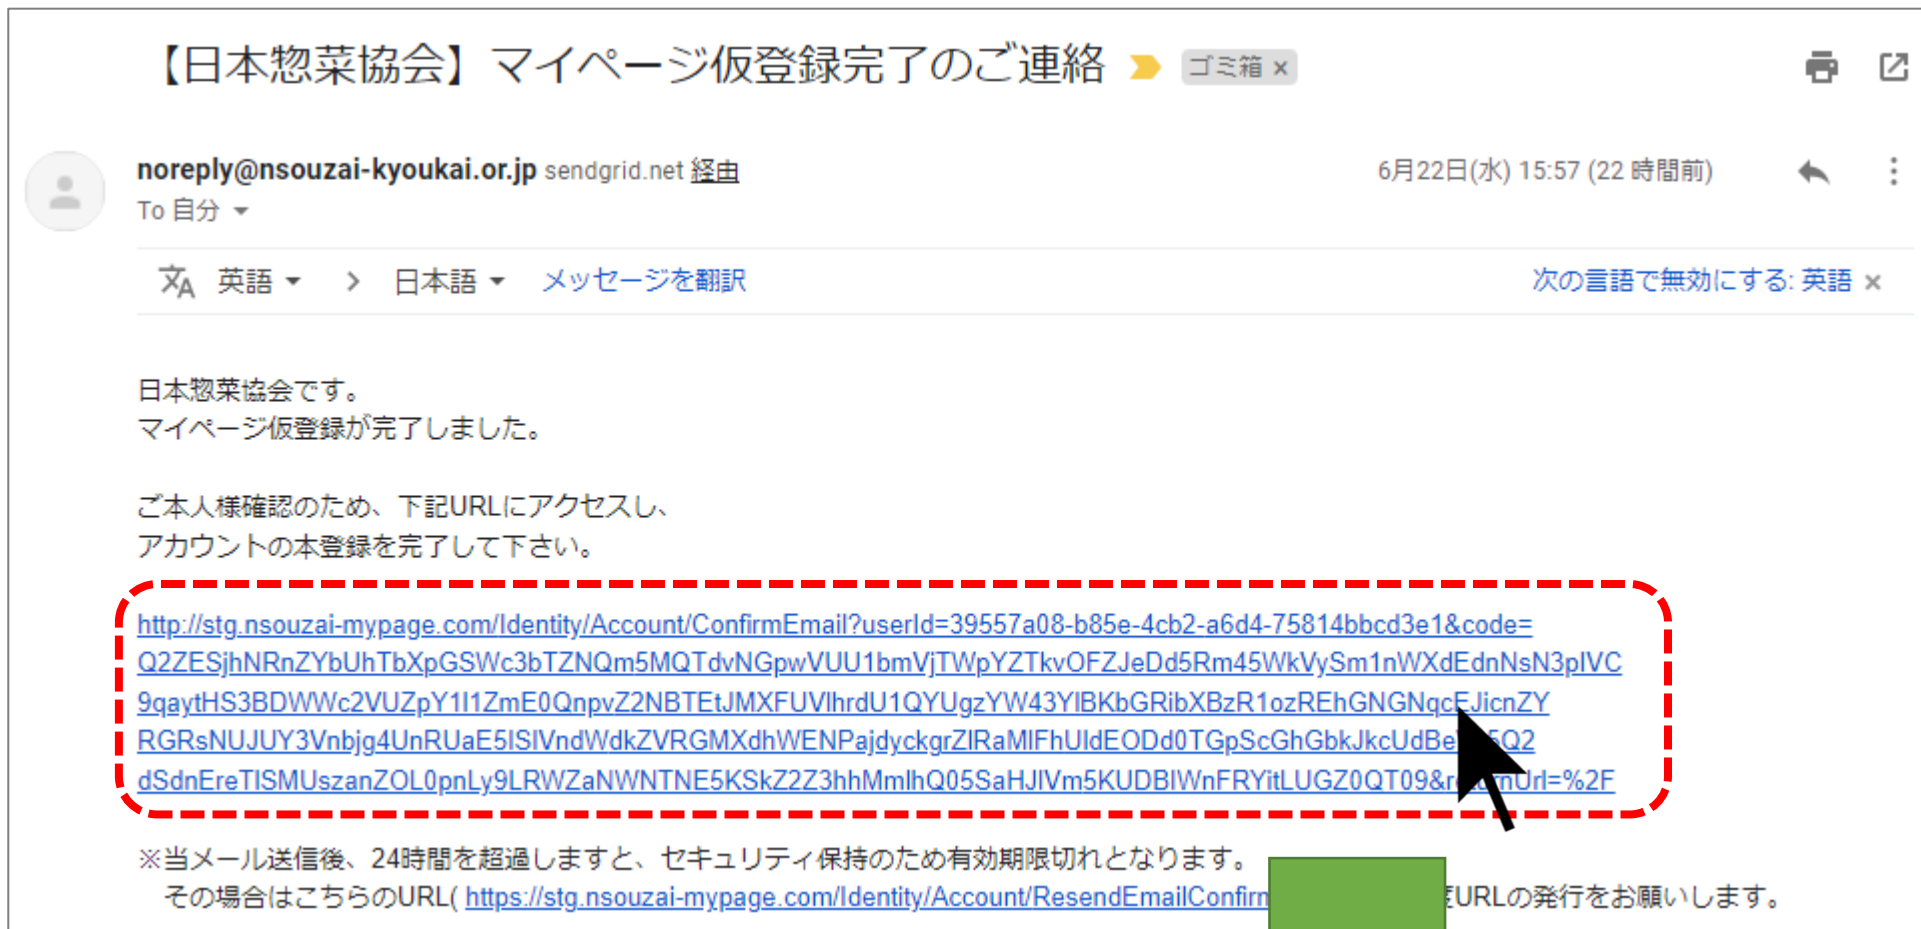 【日本惣菜協会】マイページ仮登録完了のご連絡 ゴミ箱 ×
noreply@nsouzai-kyoukai.or.jp sendgrid.net 経由 6月22日(水) 15:57 (22 時間前)
To 自分
英語 > 日本語 メッセージを翻訳 次の言語で無効にする: 英語 ×
日本惣菜協会です。
マイページ仮登録が完了しました。
ご本人様確認のため、下記URLにアクセスし、
アカウントの本登録を完了して下さい。
http://stg.nsouzai-mypage.com/Identity/Account/ConfirmEmail?userId=39557a08-b85e-4cb2-a6d4-75814bbcd3e1&code=
Q2ZESjhNRnZYbUhTbXpGSWc3bTZNQm5MQTdvNGpwVUU1bmVjTWpYZTkvOFZJeDd5Rm45WkVySm1nWXdEdnNsN3pIVC
9qaytHS3BDWWc2VUZpY1I1ZmE0QnpvZ2NBTEtJMXFUVlhrdU1QYUgzYW43YlBKbGRibXBzR1ozREhGNGNqcEJicnZY
RGRsNUJUY3Vnbjg4UnRUaE5ISlVndWdkZVRGMXdhWENPajdyckgrZlRaMlFhUldEODd0TGpScGhGbkJkcUdBe
dSdnEreTlSMUszanZOL0pnLy9LRWZaNWNTNE5KSkZ2Z3hhMmlhQ05SaHJlVm5KUDBIWnFRYitLUGZ0QT09&r nUrl=%2F
※当メール送信後、24時間を超過しますと、セキュリティ保持のため有効期限切れとなります。
その場合はこちらのURL( https://stg.nsouzai-mypage.com/Identity/Account/ResendEmailConfirm URLの発行をお願いします。